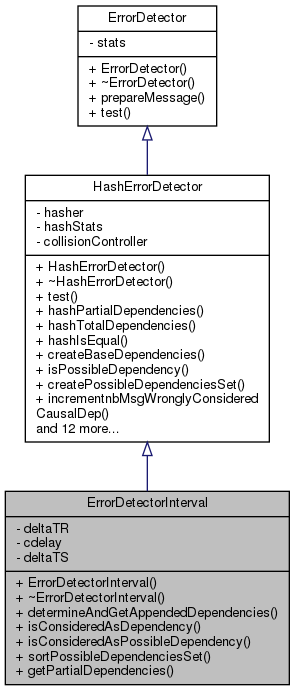 ErrorDetector
- stats
+ ErrorDetector()
+ ~ErrorDetector()
+ prepareMessage()
+ test()
HashErrorDetector
- hasher
- hashStats
- collisionController
+ HashErrorDetector()
+ ~HashErrorDetector()
+ test()
+ hashPartialDependencies()
+ hashTotalDependencies()
+ hashIsEqual()
+ createBaseDependencies()
+ isPossibleDependency()
+ createPossibleDependenciesSet()
+ incrementnbMsgWronglyConsidered
CausalDep()
and 12 more...
ErrorDetectorInterval
- deltaTR
- cdelay
- deltaTS
+ ErrorDetectorInterval()
+ ~ErrorDetectorInterval()
+ determineAndGetAppendedDependencies()
+ isConsideredAsDependency()
+ isConsideredAsPossibleDependency()
+ sortPossibleDependenciesSet()
+ getPartialDependencies()